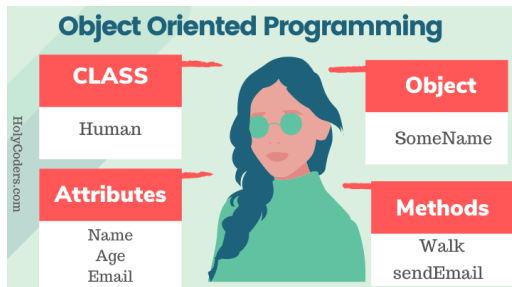 Object Oriented Programming
CLASS
Human
Object
SomeName
Attributes
Name
Age
Email
Methods
Walk
sendEmail
HolyCoders.com